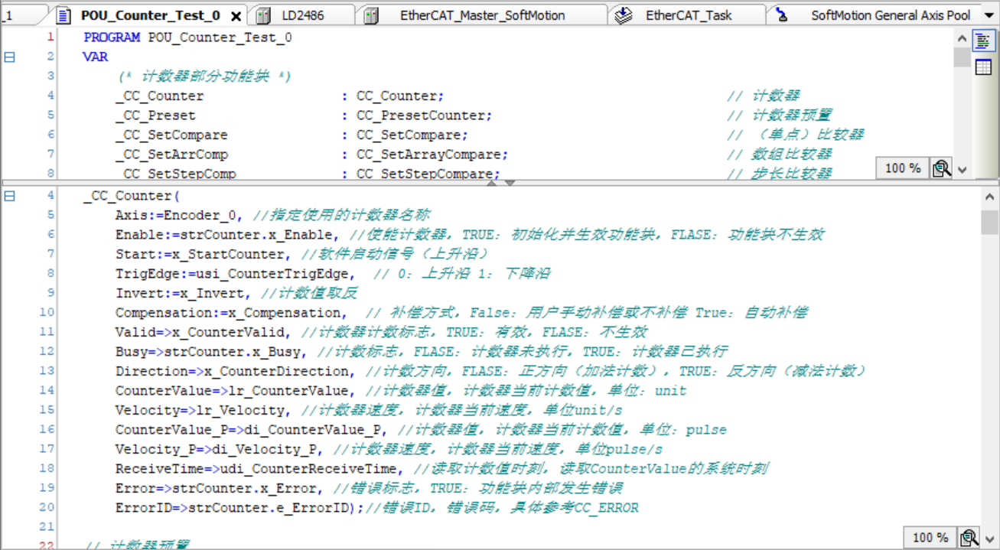 _1
POU_Counter_Test_0
LD2486
EtherCAT_Master_SoftMotion
EtherCAT_Task
SoftMotion General Axis Pool
1 PROGRAM POU_Counter_Test_0
2 VAR
3 (* 计数器部分功能块 *)
4 _CC_Counter : CC_Counter; // 计数器
5 _CC_Preset : CC_PresetCounter; // 计数器预置
6 _CC_SetCompare : CC_SetCompare; // （单点）比较器
7 _CC_SetArrComp : CC_SetArrayCompare; // 数组比较器
8 _CC_SetStepComp : CC_SetStepCompare; // 步长比较器
100 %
4 _CC_Counter(
5 Axis:=Encoder_0, //指定使用的计数器名称
6 Enable:=strCounter.x_Enable, //使能计数器，TRUE：初始化并生效功能块，FLASE：功能块不生效
7 Start:=x_StartCounter, //软件启动信号（上升沿）
8 TrigEdge:=usi_CounterTrigEdge, // 0：上升沿 1：下降沿
9 Invert:=x_Invert, //计数值取反
10 Compensation:=x_Compensation, // 补偿方式，False：用户手动补偿或不补偿 True：自动补偿
11 Valid=>x_CounterValid, //计数器计数标志，TRUE：有效，FLASE：不生效
12 Busy=>strCounter.x_Busy, //计数标志，FLASE：计数器未执行，TRUE：计数器已执行
13 Direction=>x_CounterDirection, //计数方向，FLASE：正方向（加法计数），TRUE：反方向（减法计数）
14 CounterValue=>lr_CounterValue, //计数器值，计数器当前计数值，单位：unit
15 Velocity=>lr_Velocity, //计数器速度，计数器当前速度，单位unit/s
16 CounterValue_P=>di_CounterValue_P, //计数器值，计数器当前计数值，单位：pulse
17 Velocity_P=>di_Velocity_P, //计数器速度，计数器当前速度，单位pulse/s
18 ReceiveTime=>udi_CounterReceiveTime, //读取计数值时刻，读取CounterValue的系统时刻
19 Error=>strCounter.x_Error, //错误标志，TRUE：功能块内部发生错误
20 ErrorID=>strCounter.e_ErrorID);//错误ID，错误码，具体参考CC_ERROR
21
22 // 计数器预置
100 %